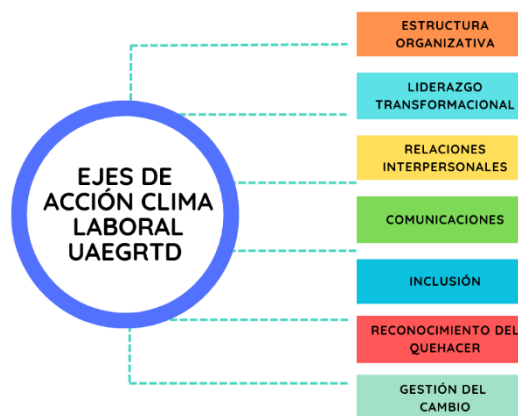 EJES DE
ACCIÓN CLIMA
LABORAL
UAEGRTD
ESTRUCTURA
ORGANIZATIVA
LIDERAZGO
TRANSFORMACIONAL
RELACIONES
INTERPERSONALES
COMUNICACIONES
INCLUSIÓN
RECONOCIMIENTO DEL
QUEHACER
GESTIÓN DEL
CAMBIO